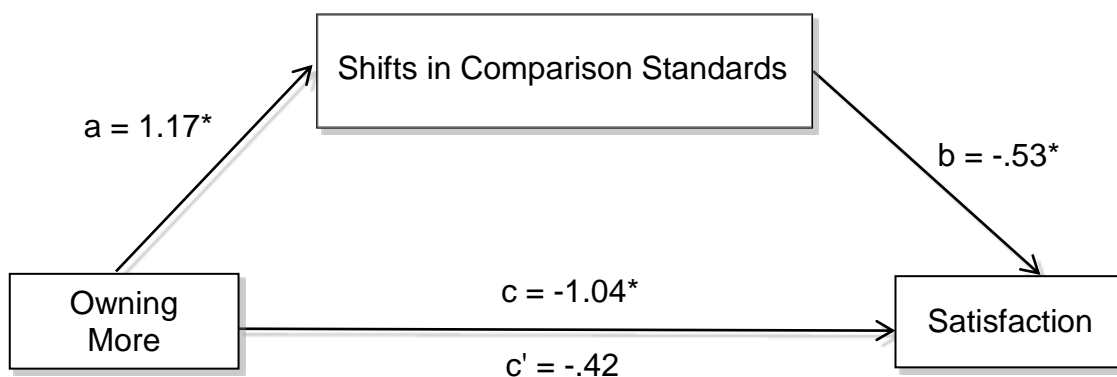 Shifts in Comparison Standards
a = 1.17*
b = -.53*
Owning
More
c = -1.04*
c' = -.42
Satisfaction